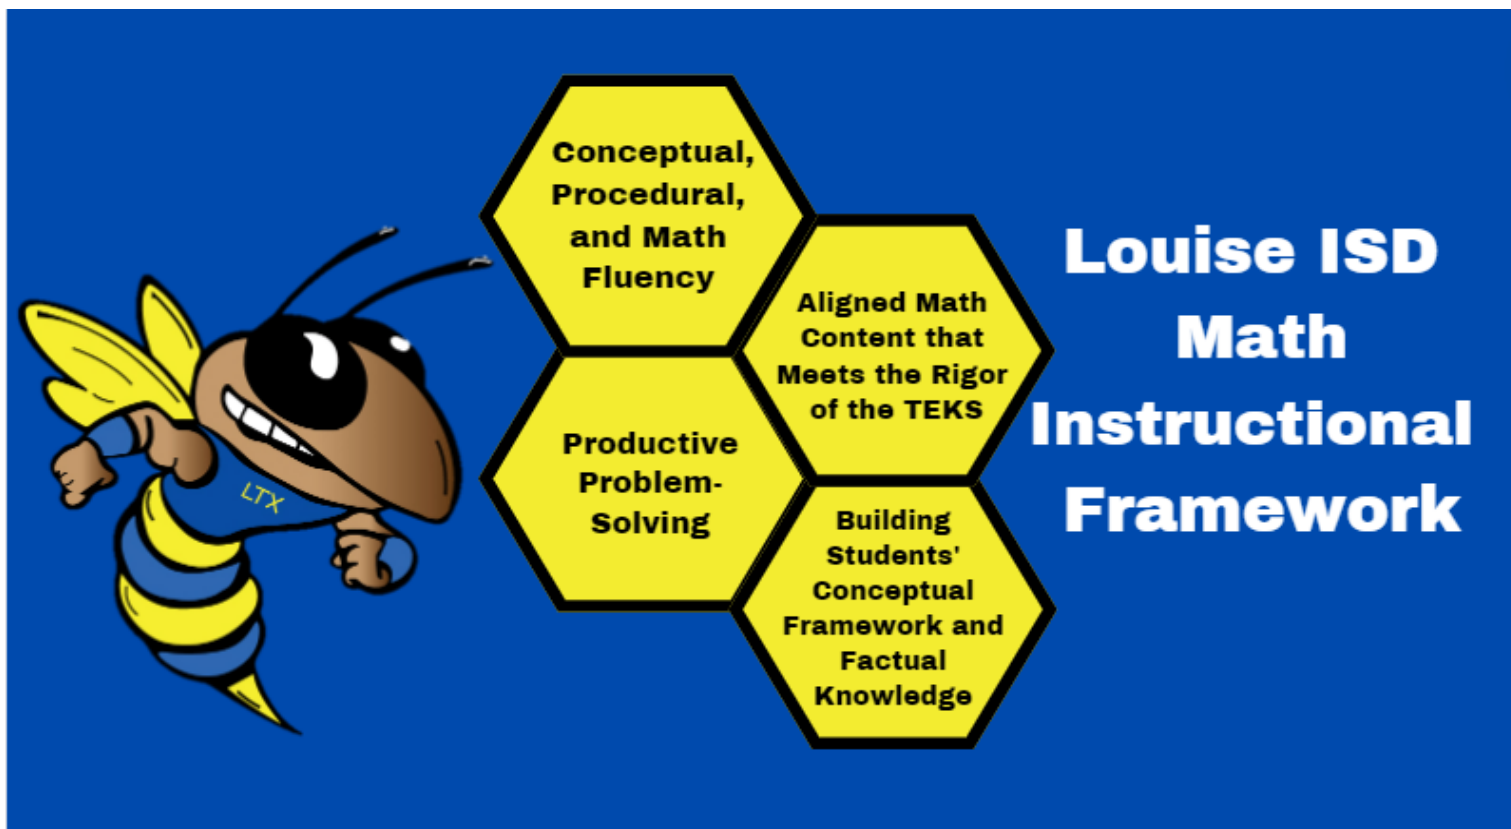 Conceptual,
Procedural,
and Math
Fluency
Aligned Math
Content that
Meets the Rigor
of the TEKS
Productive
Problem-
Solving
Building
Students'
Conceptual
Framework and
Factual
Knowledge
Louise ISD
Math
Instructional
Framework
LTX